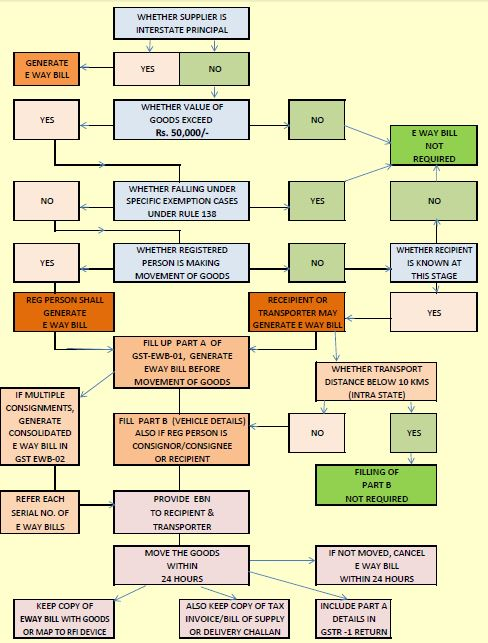 WHETHER SUPPLIER IS
INTERSTATE PRINCIPAL
GENERATE
E WAY BILL
YES
NO
YES
WHETHER VALUE OF
GOODS EXCEED
Rs. 50,000/-
NO
E WAY BILL
NOT
REQUIRED
NO
WHETHER FALLING UNDER
SPECIFIC EXEMPTION CASES
UNDER RULE 138
YES
NO
YES
WHETHER REGISTERED
PERSON IS MAKING
MOVEMENT OF GOODS
NO
WHETHER RECIPIENT
IS KNOWN AT
THIS STAGE
REG PERSON SHALL
GENERATE
E WAY BILL
RECEIPIENT OR
TRANSPORTER MAY
GENERATE E WAY BILL
YES
FILL UP PART A OF
GST-EWB-01, GENERATE
EWAY BILL BEFORE
MOVEMENT OF GOODS
WHETHER TRANSPORT
DISTANCE BELOW 10 KMS
(INTRA STATE)
IF MULTIPLE
CONSIGNMENTS,
GENERATE
CONSOLIDATED
E WAY BILL IN
GST EWB-02
FILL PART B (VEHICLE DETAILS)
ALSO IF REG PERSON IS
CONSIGNOR/CONSIGNEE
OR RECIPIENT
NO
YES
FILLING OF
PART B
NOT REQUIRED
REFER EACH
SERIAL NO. OF
E WAY BILLS
PROVIDE EBN
TO RECIPIENT &
TRANSPORTER
MOVE THE GOODS
WITHIN
24 HOURS
IF NOT MOVED, CANCEL
E WAY BILL
WITHIN 24 HOURS
KEEP COPY OF
EWAY BILL WITH GOODS
OR MAP TO RFI DEVICE
ALSO KEEP COPY OF TAX
INVOICE/BILL OF SUPPLY
OR DELIVERY CHALLAN
INCLUDE PART A
DETAILS IN
GSTR -1 RETURN